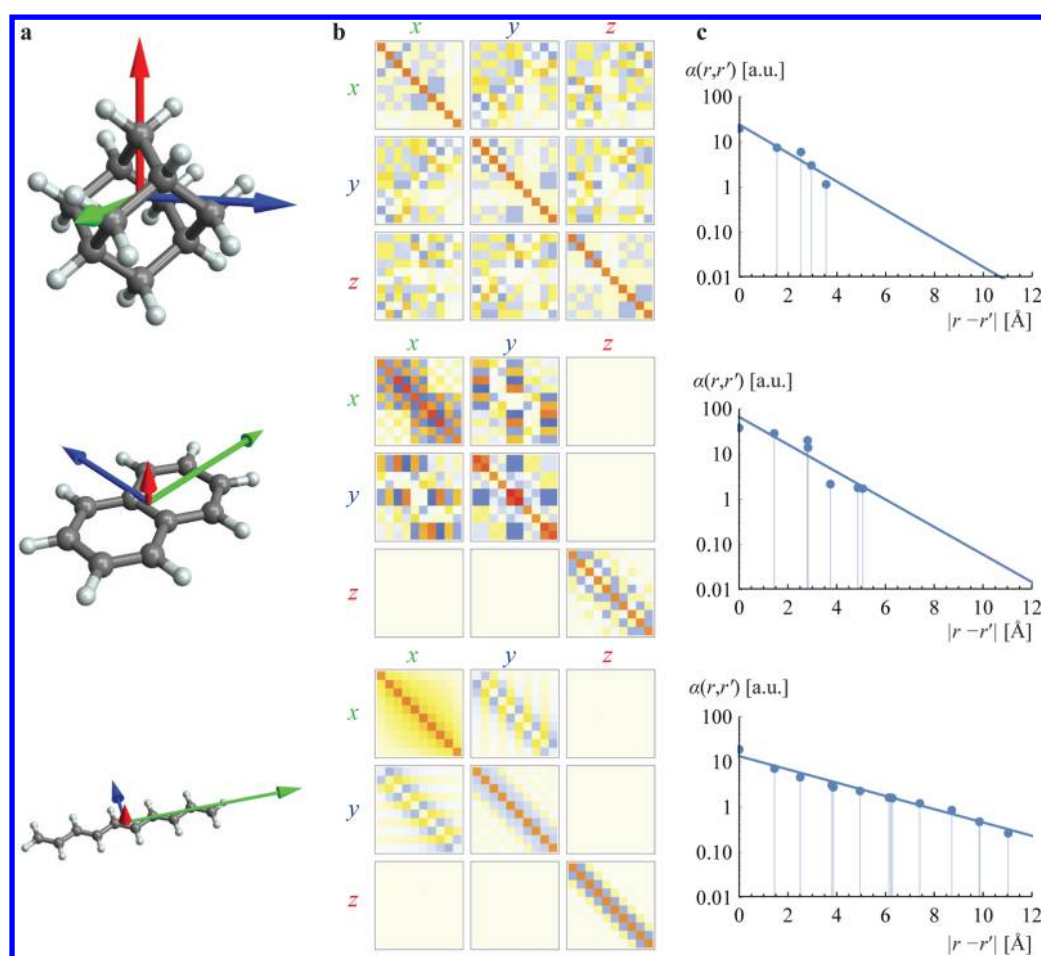 a
b
c
x y z
x
y
z
α(r,r′) [a.u.]
100
10
1
0.10
0.01
0 2 4 6 8 10 12
|r −r′| [Å]
x y z
x
y
z
α(r,r′) [a.u.]
100
10
1
0.10
0.01
0 2 4 6 8 10 12
|r −r′| [Å]
x y z
x
y
z
α(r,r′) [a.u.]
100
10
1
0.10
0.01
0 2 4 6 8 10 12
|r −r′| [Å]